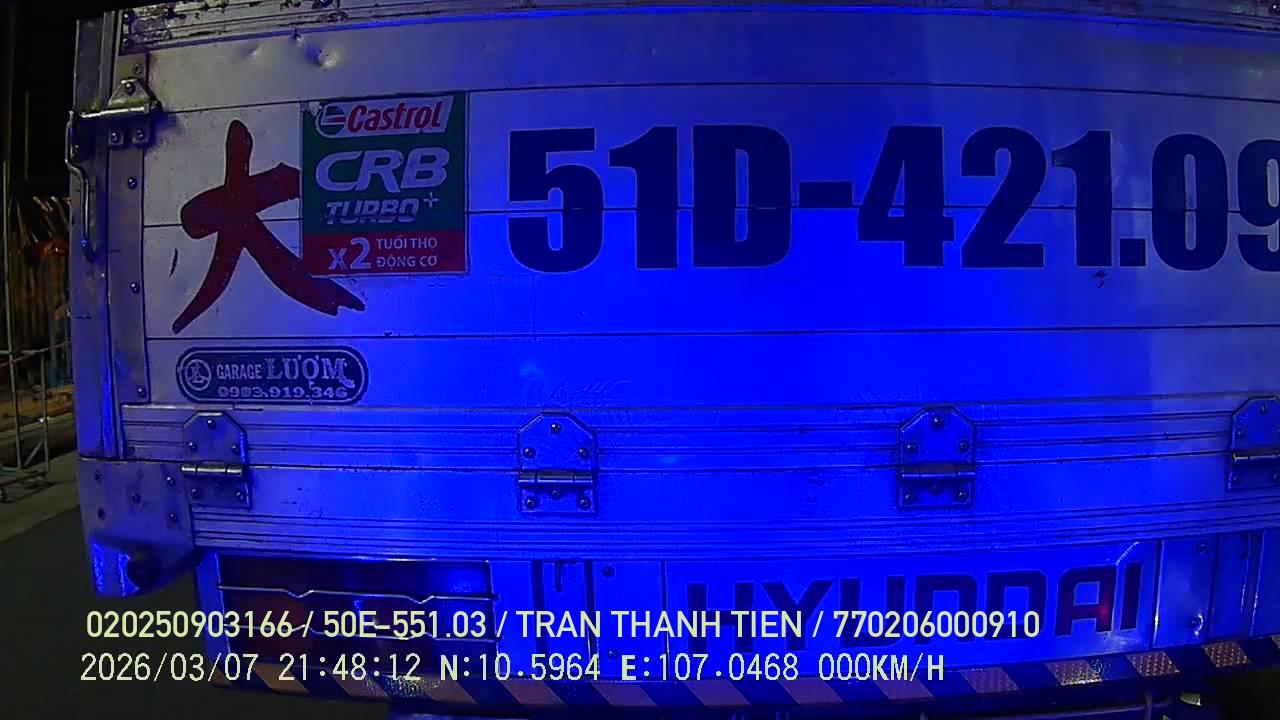 大
Castrol
CRB
TURBO+
X2 TUỔI THỌ
ĐỘNG CƠ
51D-421.09
GARAGE LƯỢM
0903.919.346
HYUNDAI
020250903166 / 50E-551.03 / TRAN THANH TIEN / 770206000910
2026/03/07 21:48:12 N:10.5964 E:107.0468 000KM/H